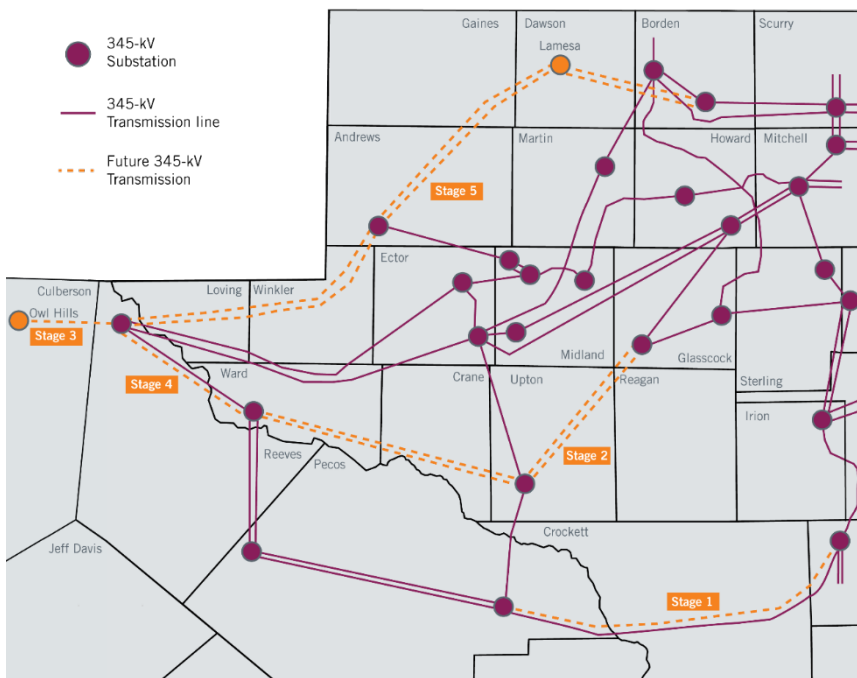 345-kV
Substation
345-kV
Transmission line
Future 345-kV
Transmission
Gaines
Dawson
Lamesa
Borden
Scurry
Andrews
Martin
Howard
Mitchell
Stage 5
Ector
Culberson
Loving
Winkler
Owl Hills
Stage 3
Midland
Glasscock
Ward
Crane
Upton
Reagan
Sterling
Stage 4
Irion
Reeves
Pecos
Stage 2
Crockett
Jeff Davis
Stage 1